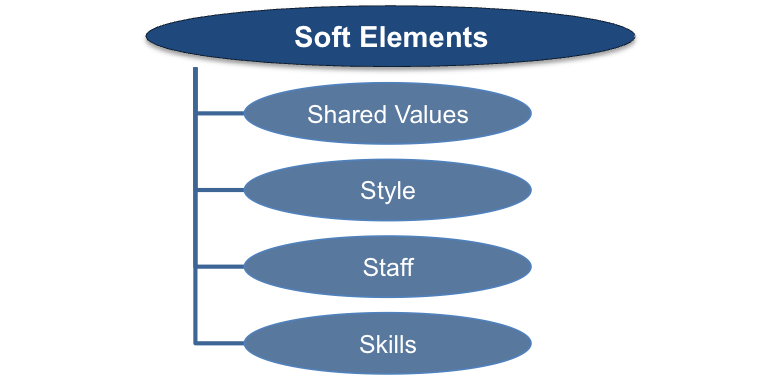 Soft Elements
Shared Values
Style
Staff
Skills